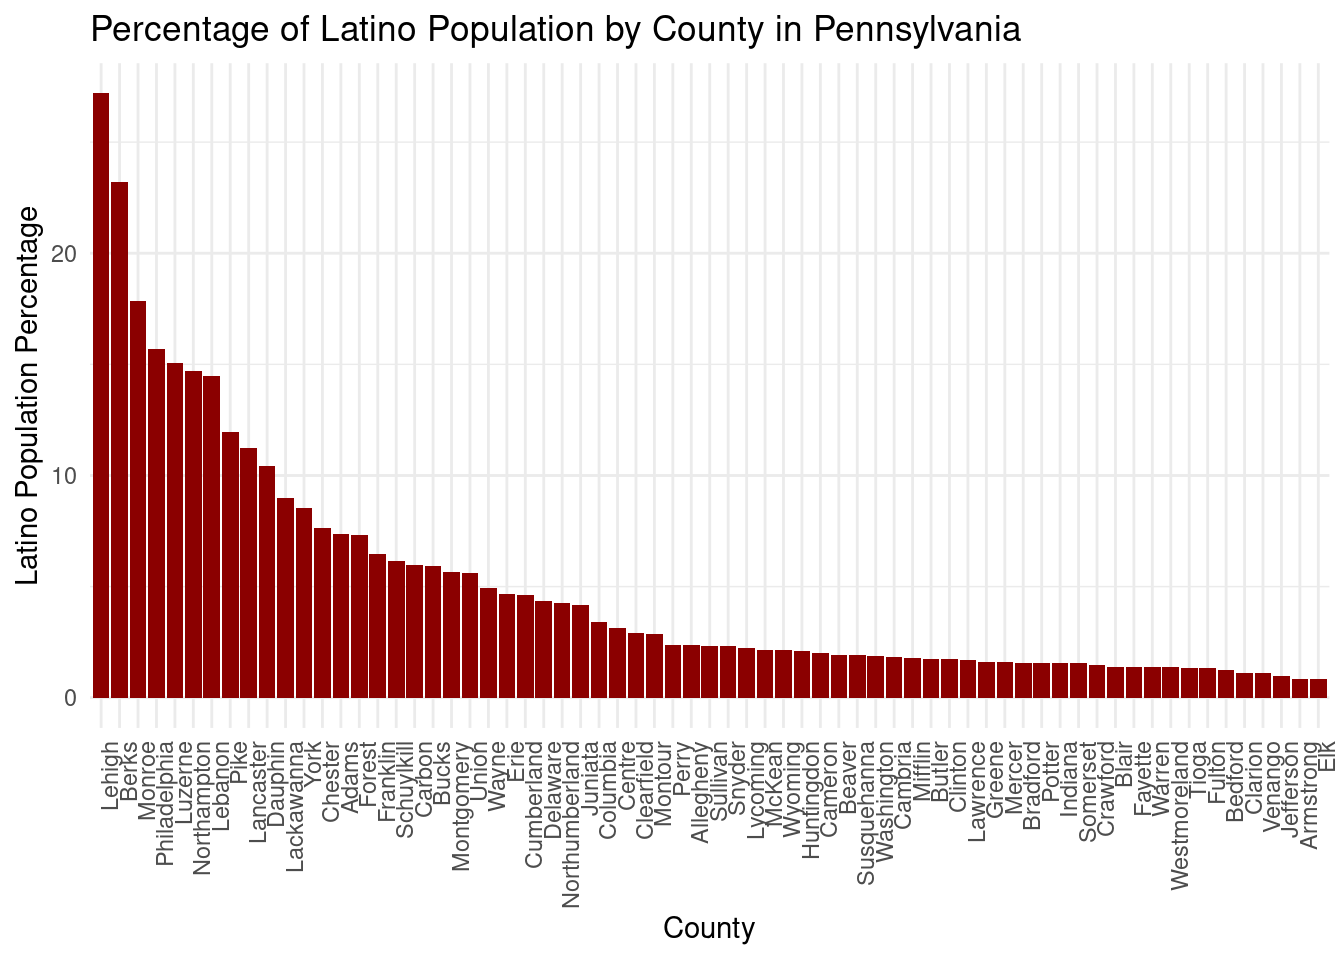 Percentage of Latino Population by County in Pennsylvania
Latino Population Percentage
20
10
0
Lehigh
Berks
Monroe
Philadelphia
Luzerne
Northampton
Lebanon
Pike
Lancaster
Dauphin
Lackawanna
York
Chester
Adams
Forest
Franklin
Schuylkill
Carbon
Bucks
Montgomery
Union
Wayne
Erie
Cumberland
Delaware
Northumberland
Juniata
Columbia
Centre
Clearfield
Montour
Perry
Allegheny
Sullivan
Snyder
Lycoming
McKean
Wyoming
Huntingdon
Cameron
Beaver
Susquehanna
Washington
Cambria
Mifflin
Butler
Clinton
Lawrence
Greene
Mercer
Bradford
Potter
Indiana
Somerset
Crawford
Blair
Fayette
Warren
Westmoreland
Tioga
Fulton
Bedford
Clarion
Venango
Jefferson
Armstrong
Elk
County